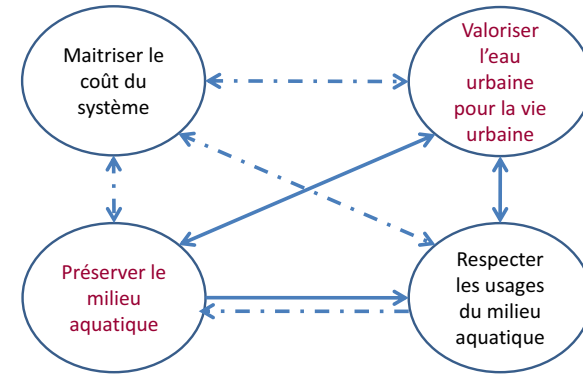 Maitriser le
coût du
système
Valoriser
l'eau
urbaine
pour la vie
urbaine
Préserver le
milieu
aquatique
Respecter
les usages
du milieu
aquatique